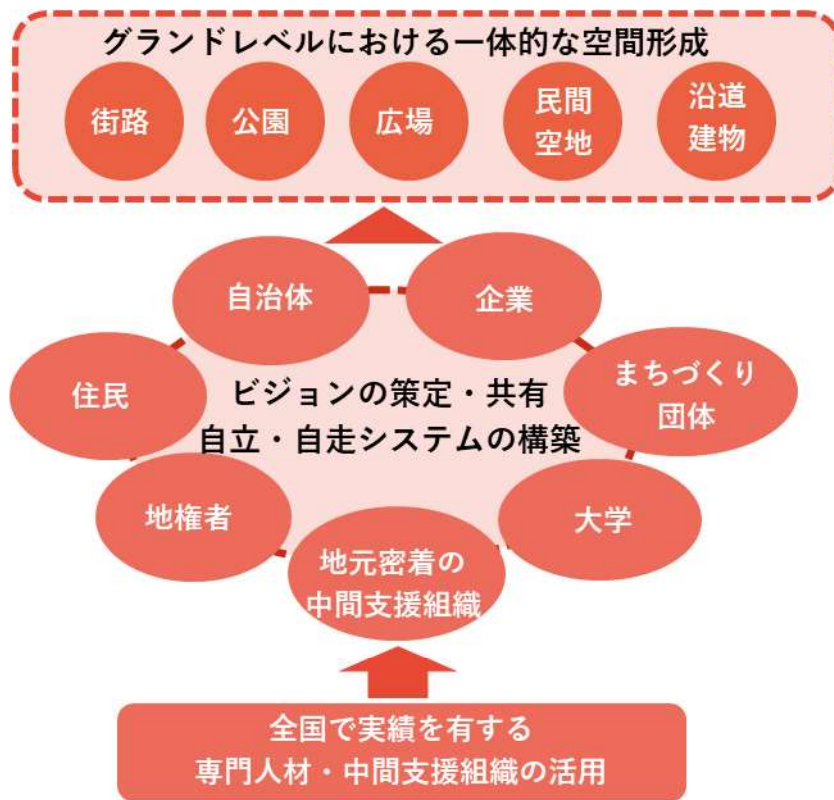 グランドレベルにおける一体的な空間形成
街路
公園
広場
民間
空地
沿道
建物
自治体
企業
住民
まちづくり
団体
ビジョンの策定・共有
自立・自走システムの構築
地権者
大学
地元密着の
中間支援組織
全国で実績を有する
専門人材・中間支援組織の活用